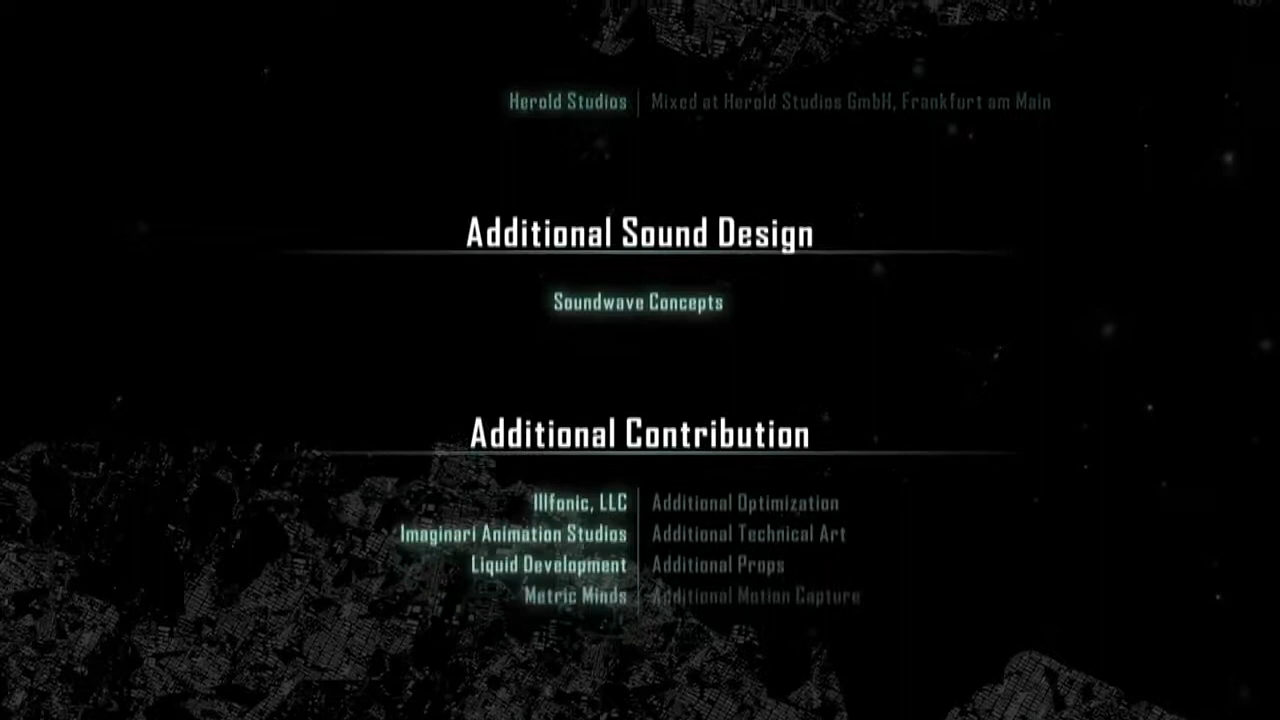 Herold Studios | Mixed at Herold Studios GmbH, Frankfurt am Main
Additional Sound Design
Soundwave Concepts
Additional Contribution
Illfonic, LLC | Additional Optimization
Imaginari Animation Studios | Additional Technical Art
Liquid Development | Additional Props
Metric Minds | Additional Motion Capture